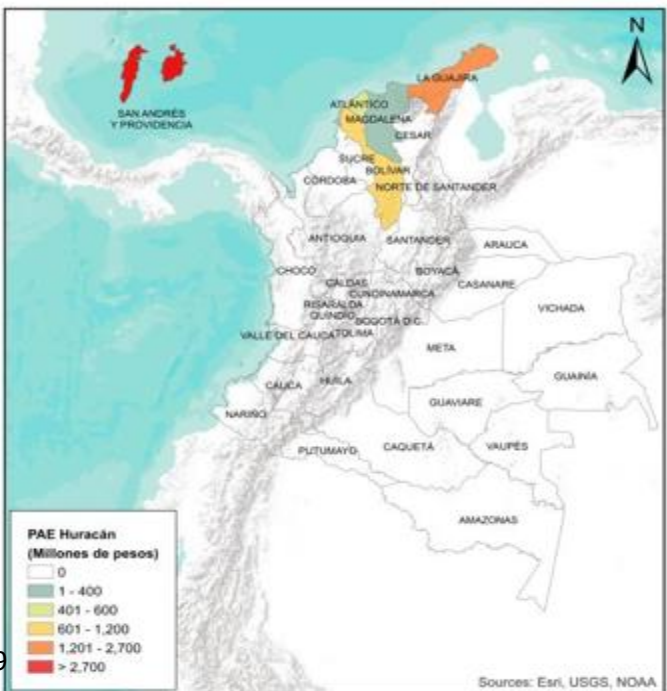 N
LA GUAJIRA
ATLÁNTICO
MAGDALENA
SAN ANDRÉS
Y PROVIDENCIA
CESAR
SUCRE
BOLÍVAR
CÓRDOBA
NORTE DE SANTANDER
ANTIOQUIA
SANTANDER
ARAUCA
CHOCÓ
BOYACÁ
CALDAS
CASANARE
CUNDINAMARCA
RISARALDA
VICHADA
QUINDÍO
BOGOTÁ D.C.
VALLE DEL CAUCA
TOLIMA
META
GUAINÍA
CAUCA
HUILA
GUAVIARE
NARIÑO
CAQUETÁ
VAUPÉS
PUTUMAYO
AMAZONAS
PAE Huracán
(Millones de pesos)
0
1 - 400
401 - 600
601 - 1,200
1,201 - 2,700
9
> 2,700
Sources: Esri, USGS, NOAA